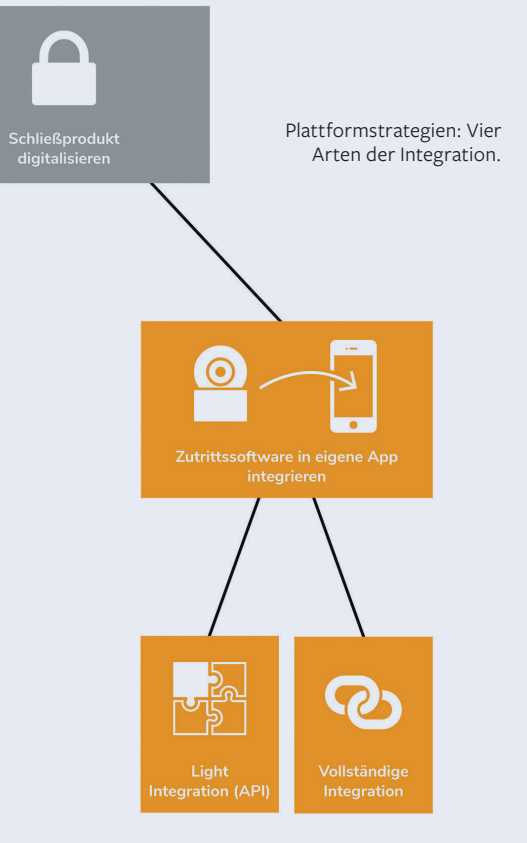 Schließprodukt
digitalisieren
Plattformstrategien: Vier
Arten der Integration.
Zutrittssoftware in eigene App
integrieren
Light
Integration (API)
Vollständige
Integration